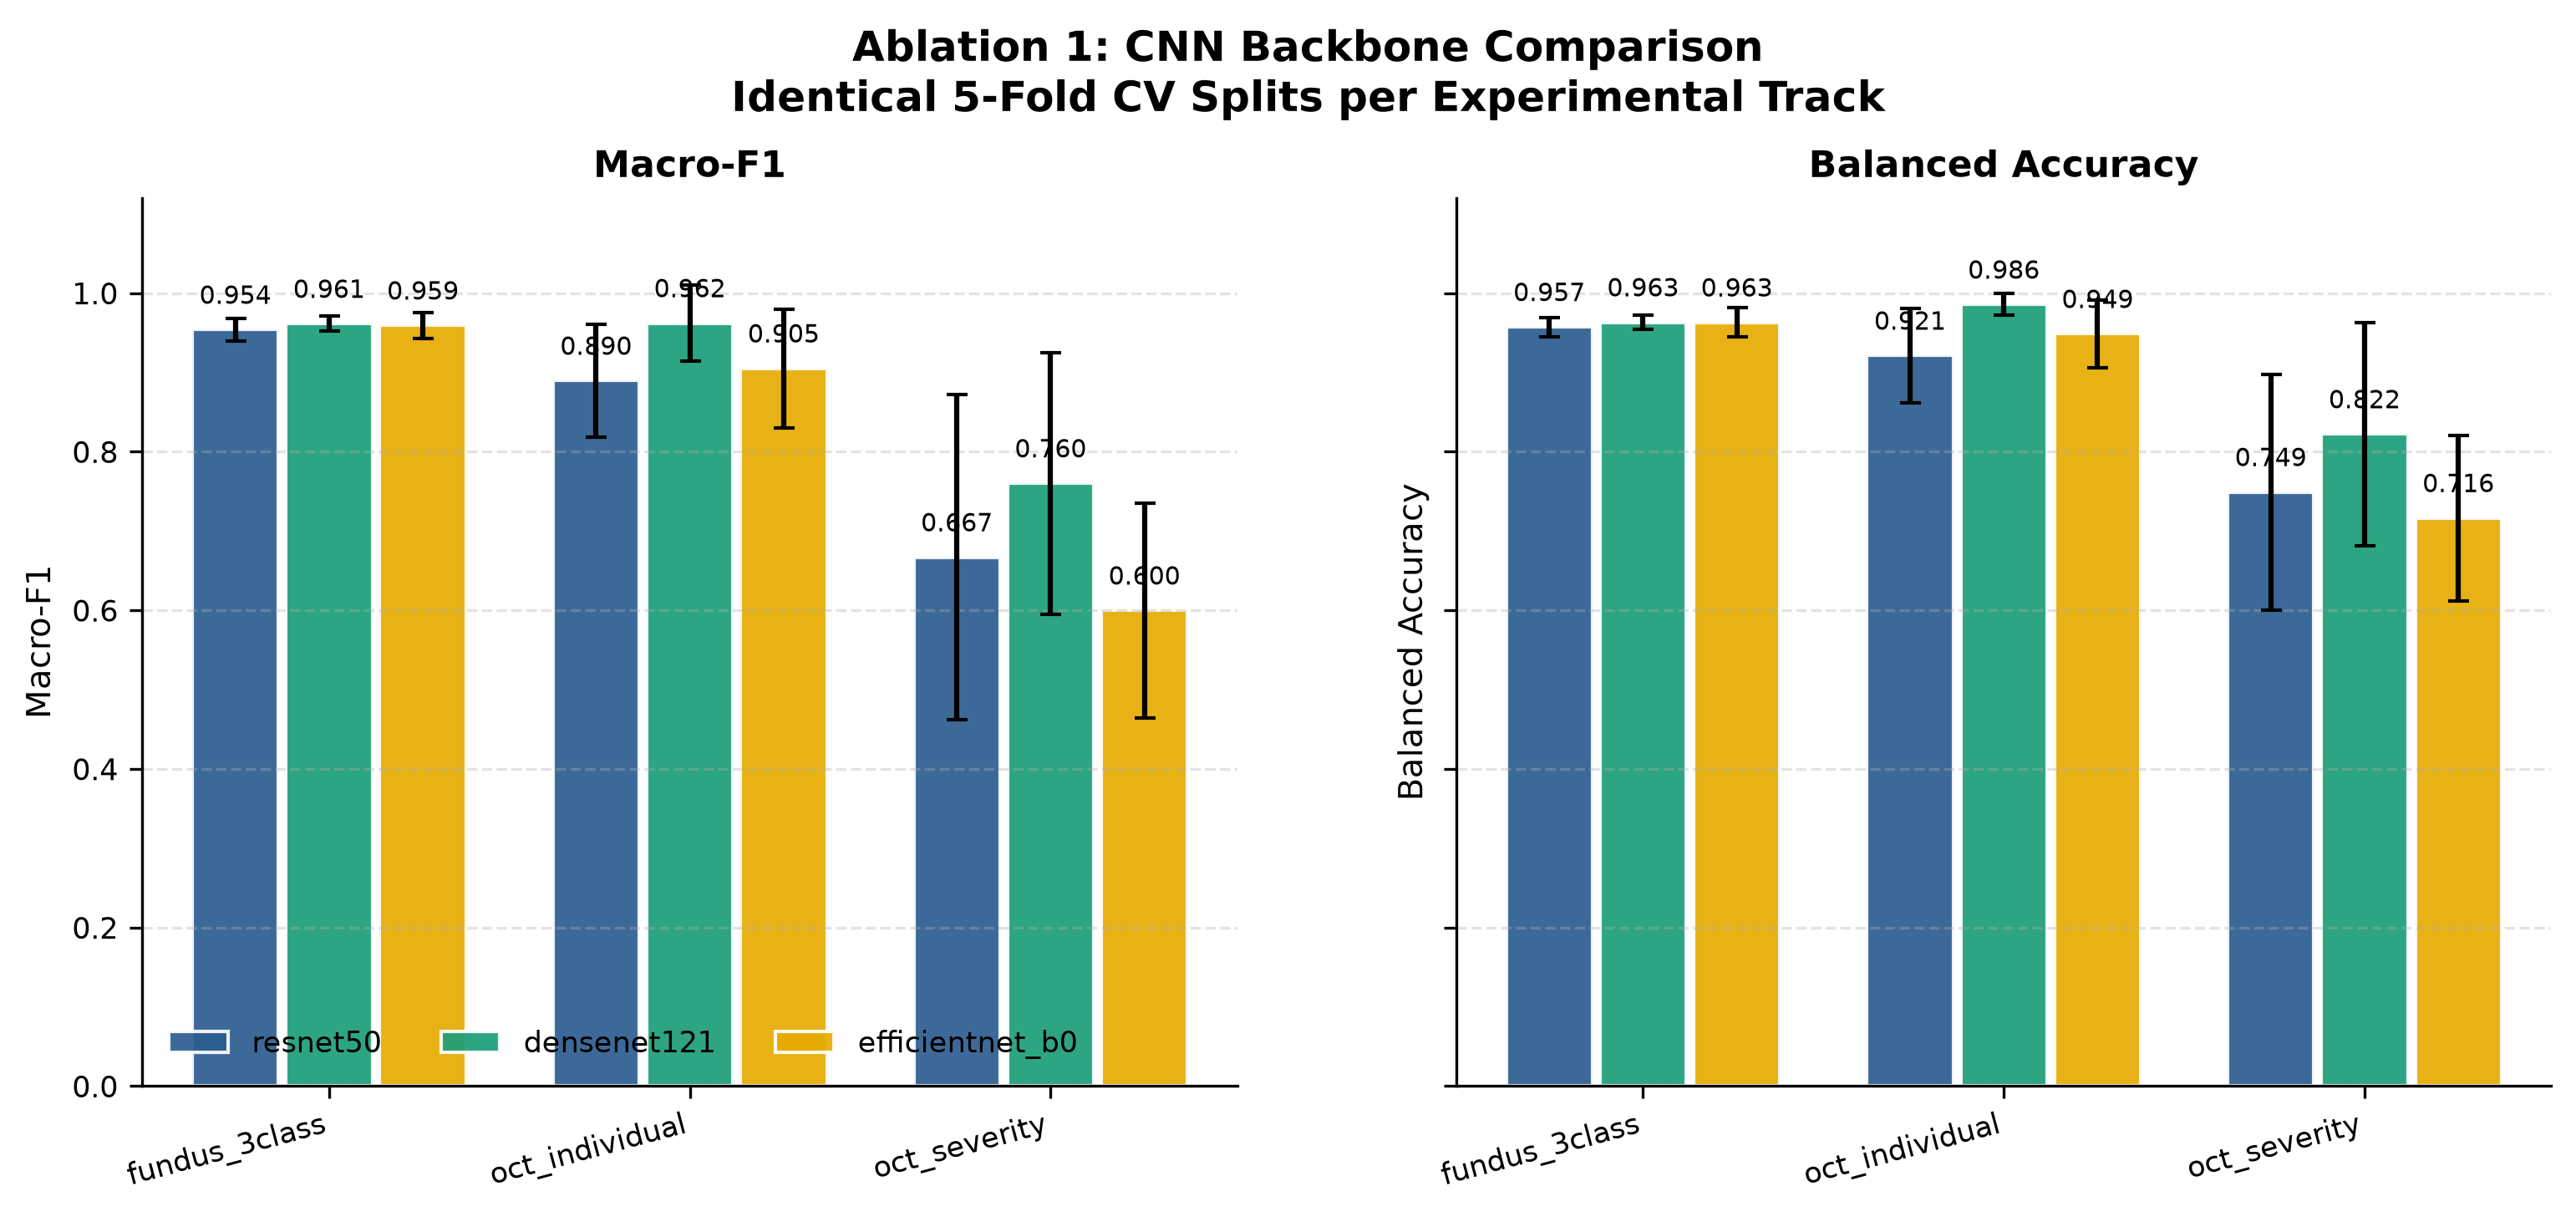 Ablation 1: CNN Backbone Comparison
Identical 5-Fold CV Splits per Experimental Track
Macro-F1
Macro-F1
1.0
0.8
0.6
0.4
0.2
0.0
0.954
0.961
0.959
0.890
0.962
0.905
0.667
0.760
0.600
resnet50
densenet121
efficientnet_b0
fundus_3class
oct_individual
oct_severity
Balanced Accuracy
Balanced Accuracy
0.957
0.963
0.963
0.921
0.986
0.949
0.749
0.822
0.716
fundus_3class
oct_individual
oct_severity